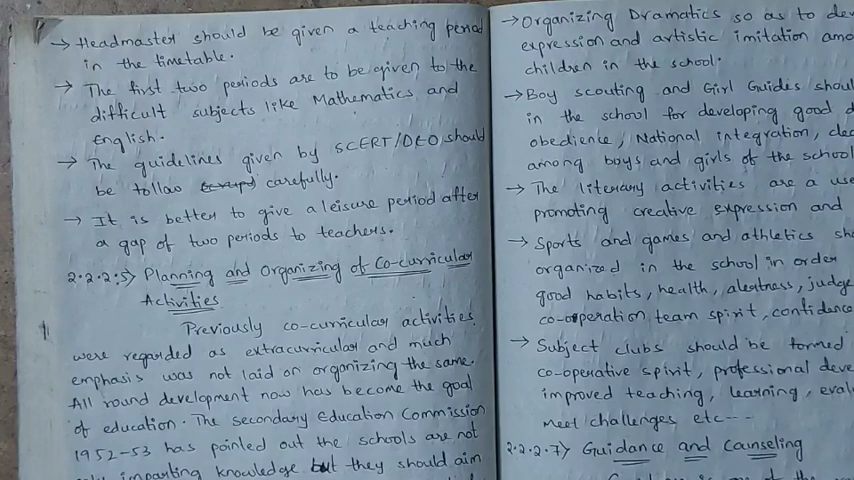 → Headmaster should be given a teaching period
in the timetable.
→ The first two periods are to be given to the
difficult subjects like Mathematics and
English.
→ The guidelines given by SCERT/DEO should
be follow carefully.
→ It is better to give a leisure period after
a gap of two periods to teachers.
2.2.2.5) Planning and Organizing of Co-curricular
Activities
Previously co-curricular activities
were regarded as extracurricular and much
emphasis was not laid on organizing the same.
All round development now has become the goal
of education. The secondary Education Commission
1952-53 has pointed out the schools are not
only imparting knowledge but they should aim
→ Organizing Dramatics so as to dev
expression and artistic imitation amo
children in the school.
→ Boy scouting and Girl Guides shoul
in the school for developing good
obedience, National integration, dec
among boys and girls of the school
→ The literary activities are a use
promoting creative expression and
→ Sports and games and athletics sho
organized in the school in order
good habits, health, alertness, judge
co-operation team spirit, confidence
→ Subject clubs should be formed
co-operative spirit, professional deve
improved teaching, learning, eval
meet challenges etc---
2.2.2.7) Guidance and Counseling